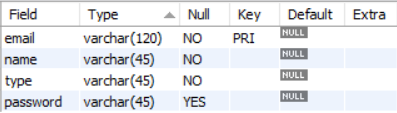 Field Type Null Key Default Extra
email varchar(120) NO PRI NULL
name varchar(45) NO NULL
type varchar(45) NO NULL
password varchar(45) YES NULL